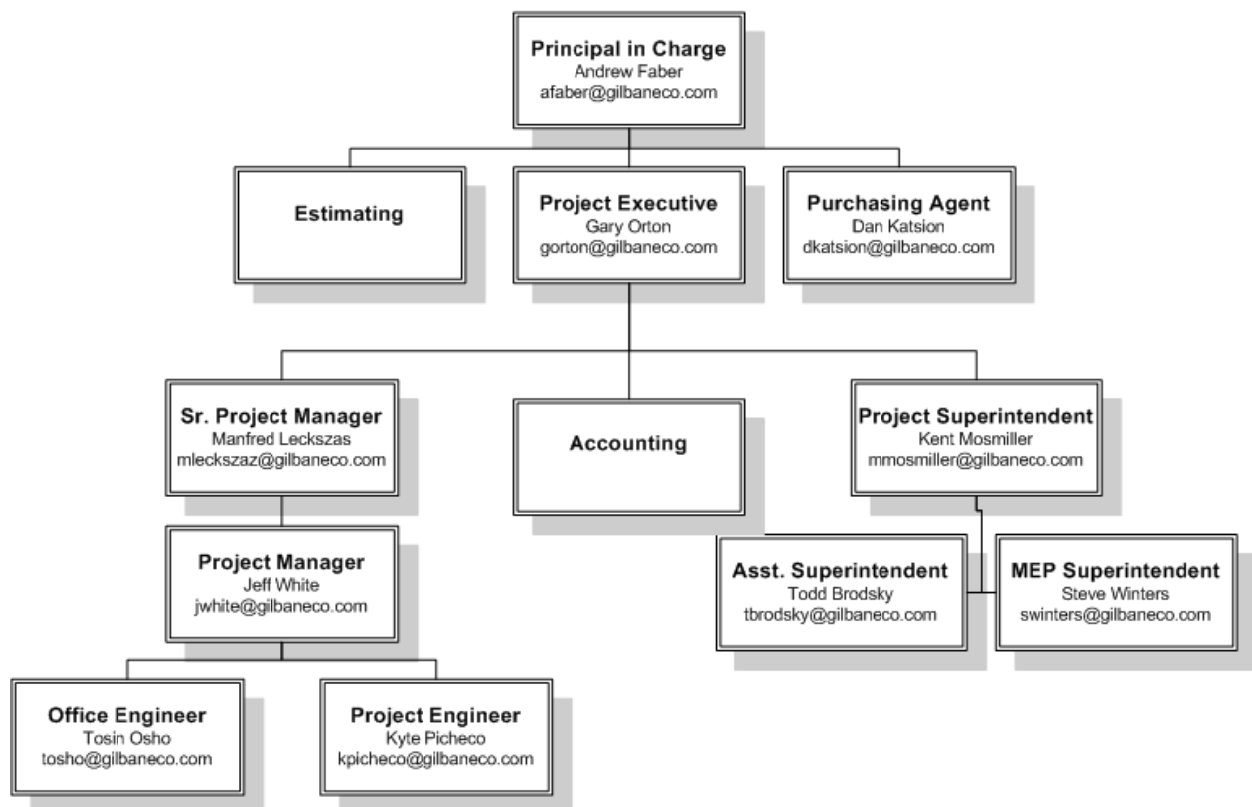 Principal in Charge
Andrew Faber
afaber@gilbaneco.com
Estimating
Project Executive
Gary Orton
gorton@gilbaneco.com
Purchasing Agent
Dan Katsion
dkatsion@gilbaneco.com
Sr. Project Manager
Manfred Leckszas
mleckszaz@gilbaneco.com
Accounting
Project Superintendent
Kent Mosmiller
mmosmiller@gilbaneco.com
Project Manager
Jeff White
jwhite@gilbaneco.com
Asst. Superintendent
Todd Brodsky
tbrodsky@gilbaneco.com
MEP Superintendent
Steve Winters
swinters@gilbaneco.com
Office Engineer
Tosin Osho
tosho@gilbaneco.com
Project Engineer
Kyte Picheco
kpicheco@gilbaneco.com